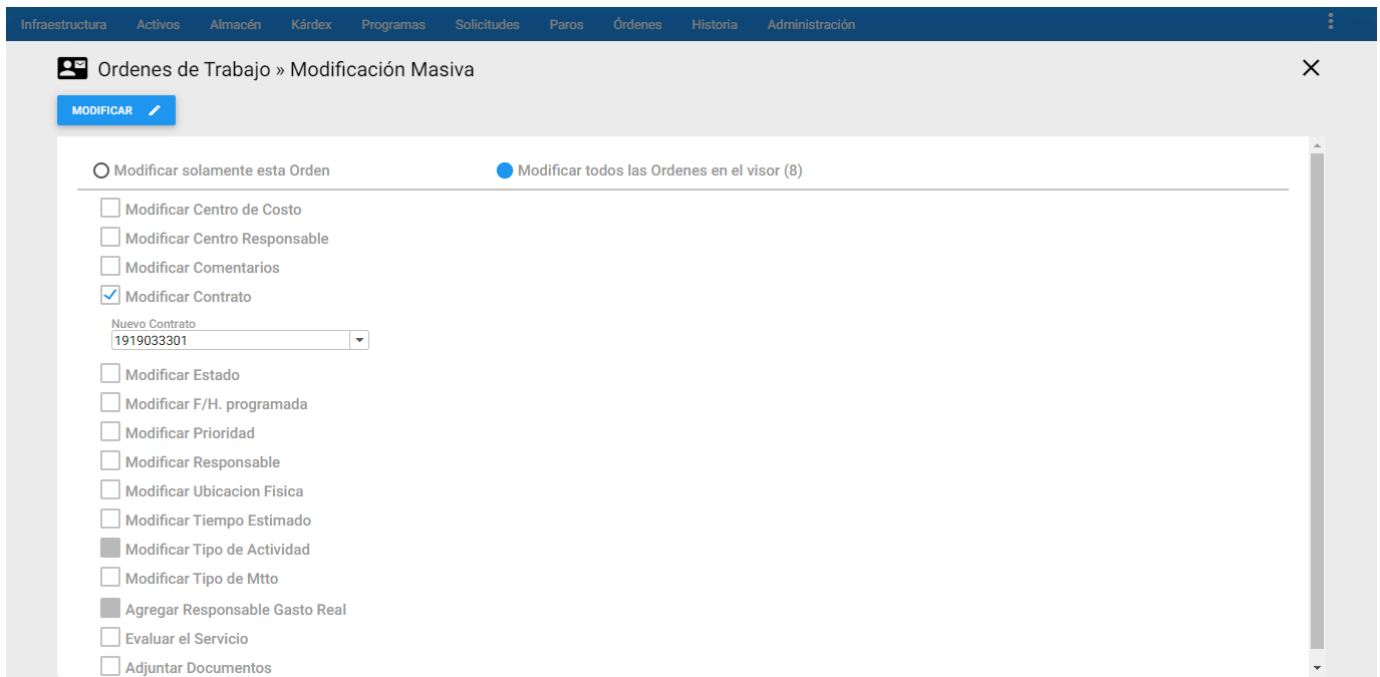 Infraestructura Activos Almacén Kárdex Programas Solicitudes Paros Órdenes Historia Administración
Ordenes de Trabajo » Modificación Masiva
MODIFICAR
Modificar solamente esta Orden Modificar todos las Ordenes en el visor (8)
Modificar Centro de Costo
Modificar Centro Responsable
Modificar Comentarios
Modificar Contrato
Nuevo Contrato
1919033301
Modificar Estado
Modificar F/H. programada
Modificar Prioridad
Modificar Responsable
Modificar Ubicacion Fisica
Modificar Tiempo Estimado
Modificar Tipo de Actividad
Modificar Tipo de Mtto
Agregar Responsable Gasto Real
Evaluar el Servicio
Adjuntar Documentos